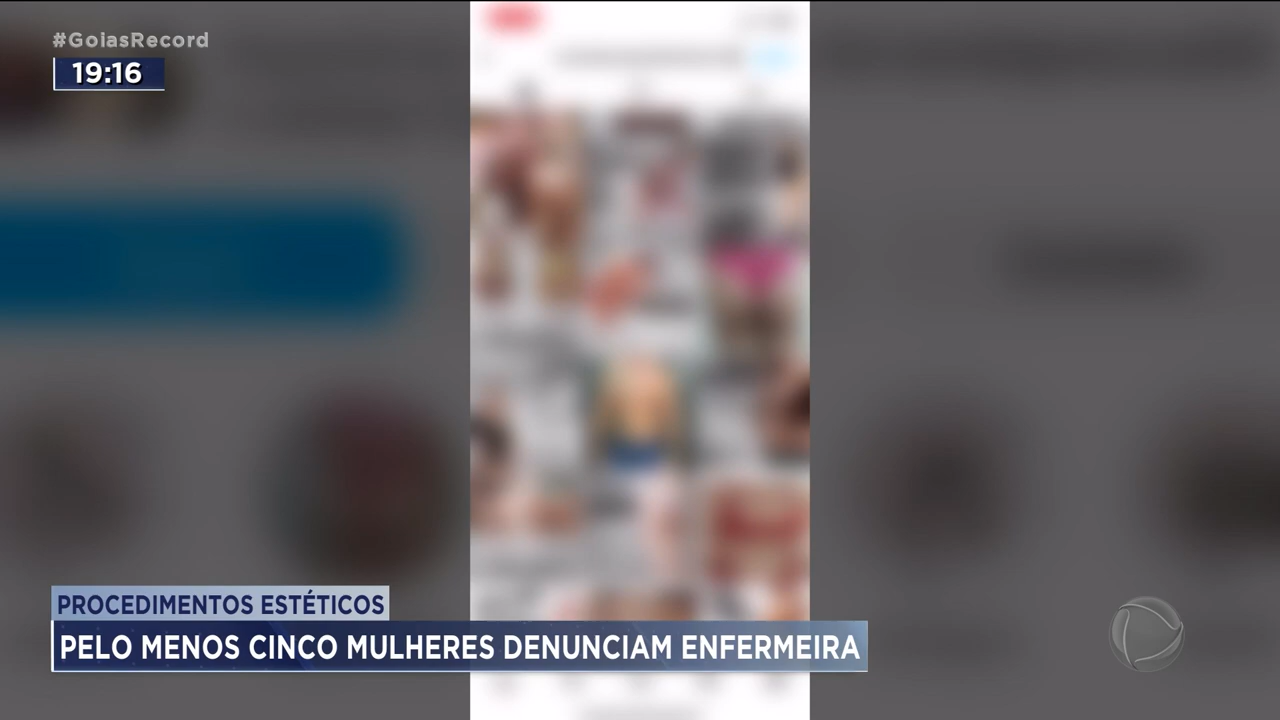 #GoiasRecord
19:16
PROCEDIMENTOS ESTÉTICOS
PELO MENOS CINCO MULHERES DENUNCIAM ENFERMEIRA